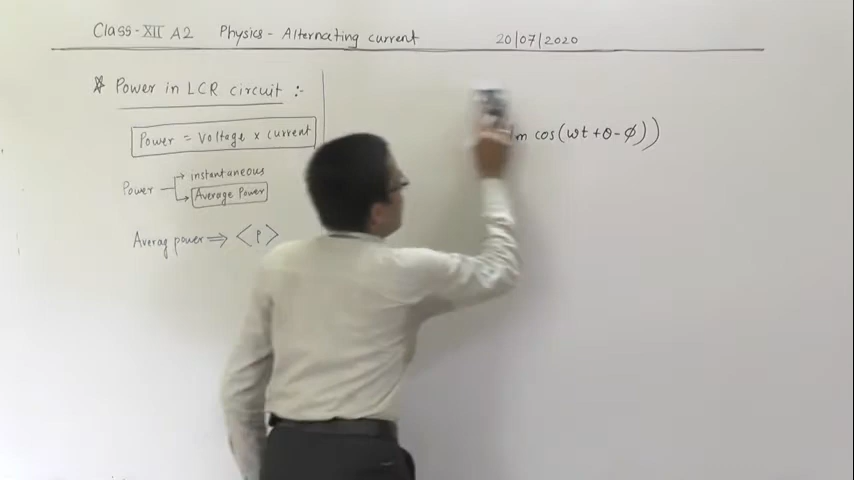 Class-XII A2 Physics - Alternating current 20/07/2020
* Power in LCR circuit :-
Power = Voltage x current
Power → instantaneous
→ Average Power
Averag power ⇒ <P>
m cos(ωt + θ - φ))